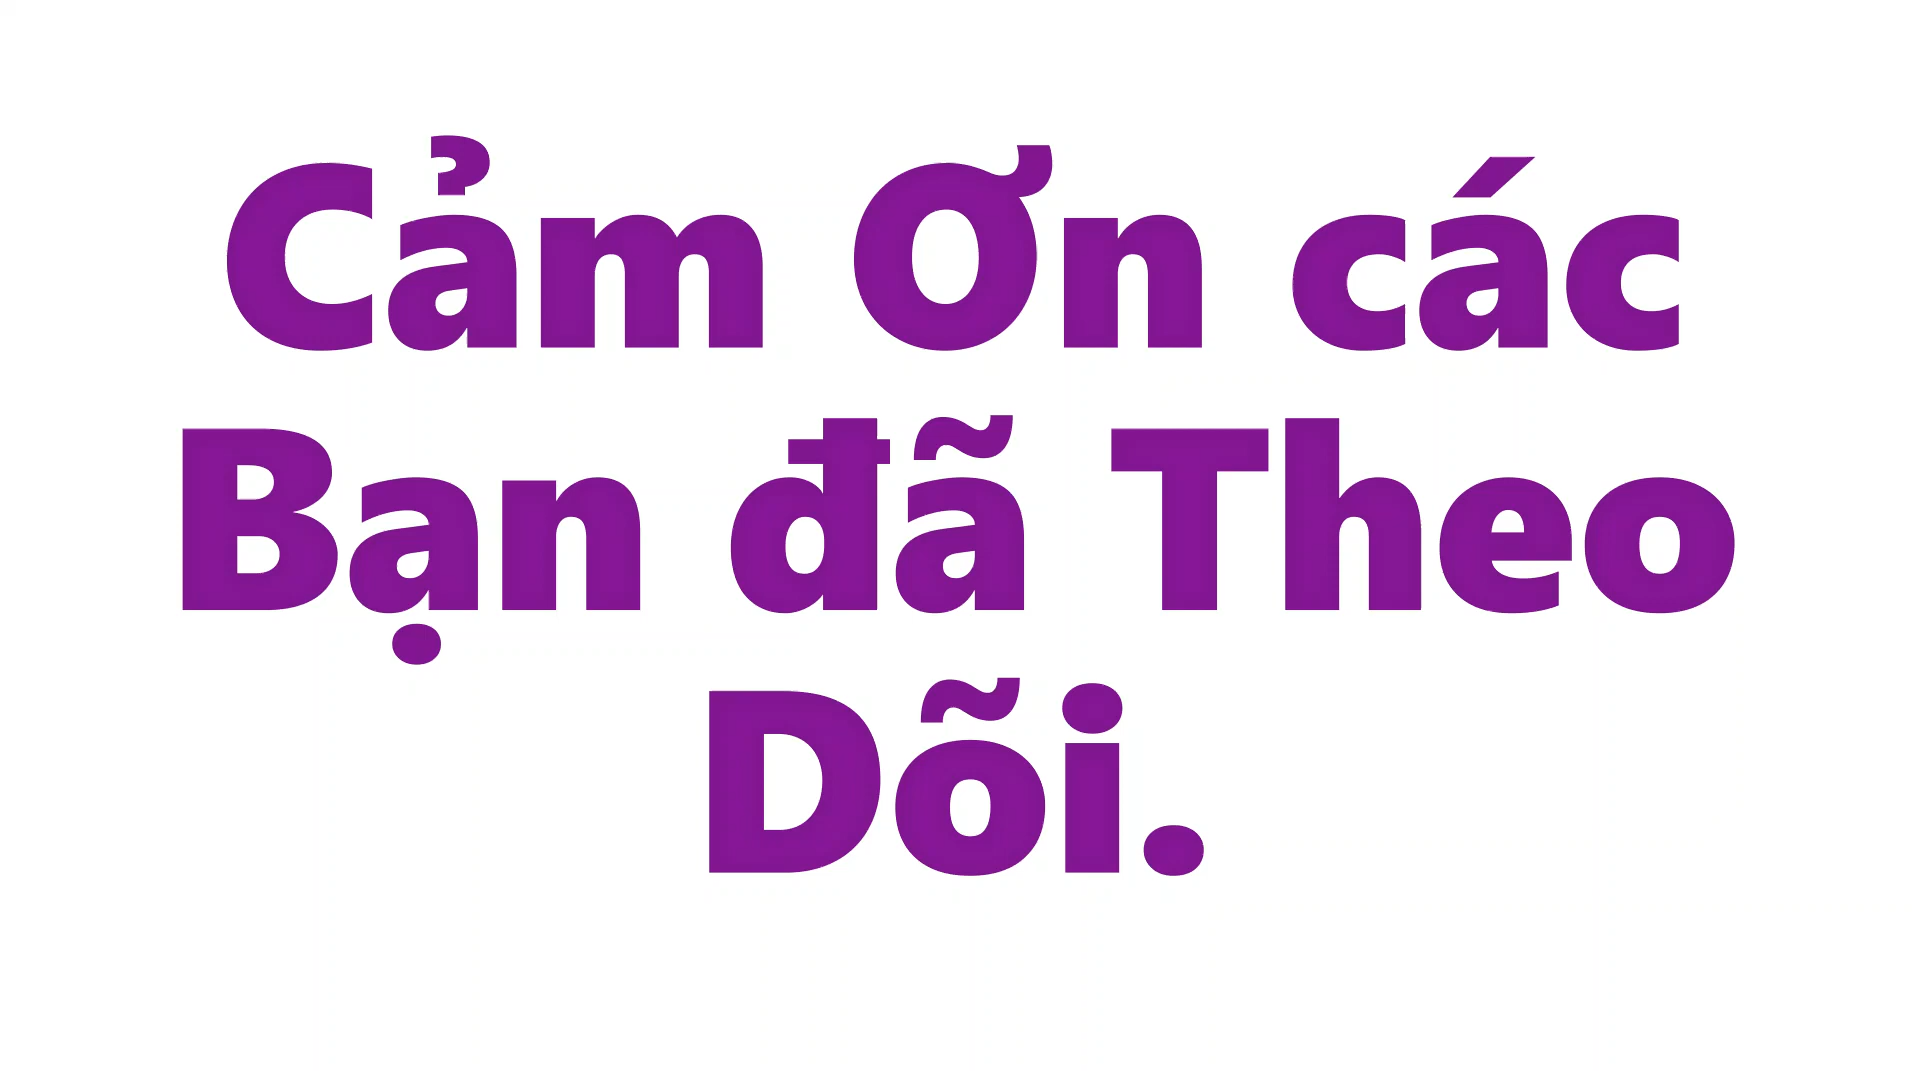 Cảm Ơn các
Bạn đã Theo
Dõi.